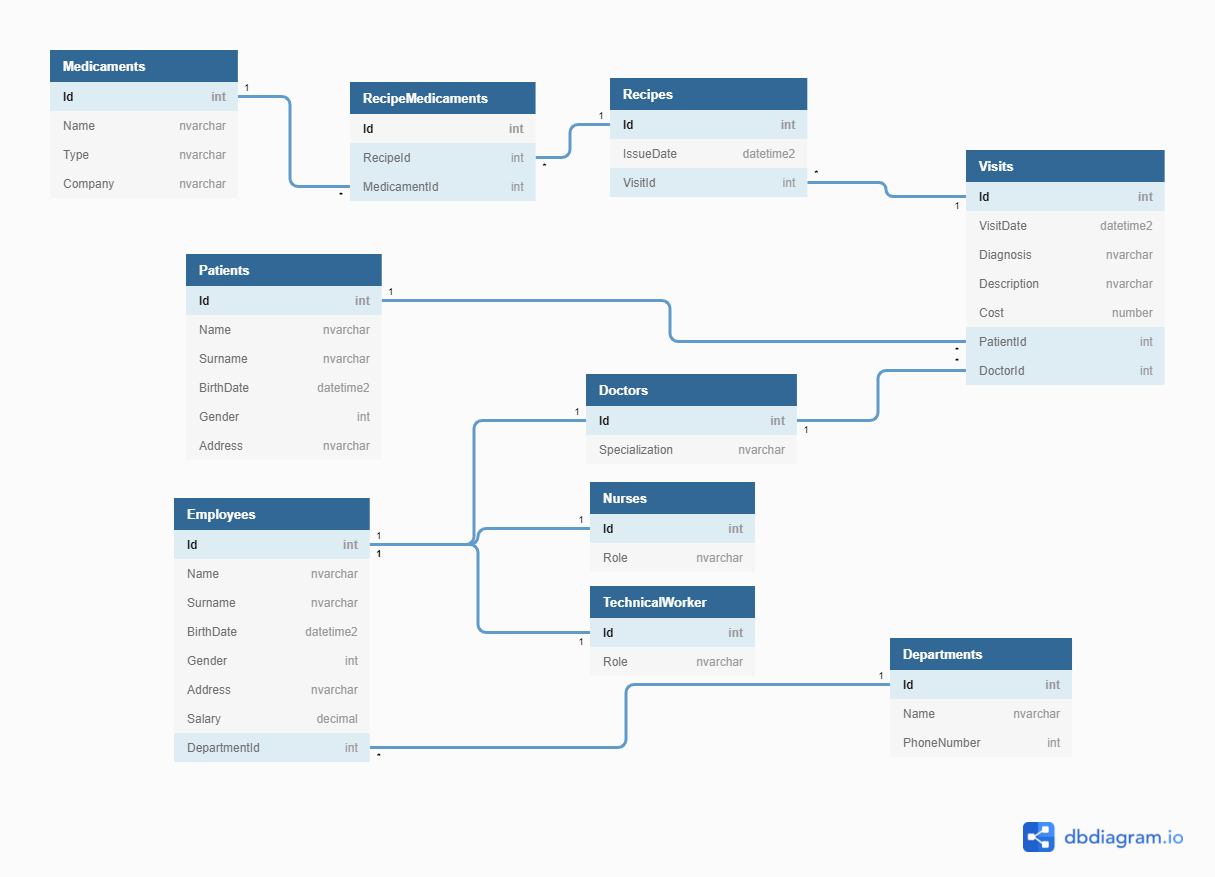 Medicaments
Id int
Name nvarchar
Type nvarchar
Company nvarchar
1
*
RecipeMedicaments
Id int
RecipeId int
MedicamentId int
*
1
Recipes
Id int
IssueDate datetime2
VisitId int
*
1
Visits
Id int
VisitDate datetime2
Diagnosis nvarchar
Description nvarchar
Cost number
PatientId int
DoctorId int
*
*
Patients
Id int
Name nvarchar
Surname nvarchar
BirthDate datetime2
Gender int
Address nvarchar
1
Doctors
Id int
Specialization nvarchar
1
1
Employees
Id int
Name nvarchar
Surname nvarchar
BirthDate datetime2
Gender int
Address nvarchar
Salary decimal
DepartmentId int
1
1
*
Nurses
Id int
Role nvarchar
1
TechnicalWorker
Id int
Role nvarchar
1
Departments
Id int
Name nvarchar
PhoneNumber int
1
dbdiagram.io